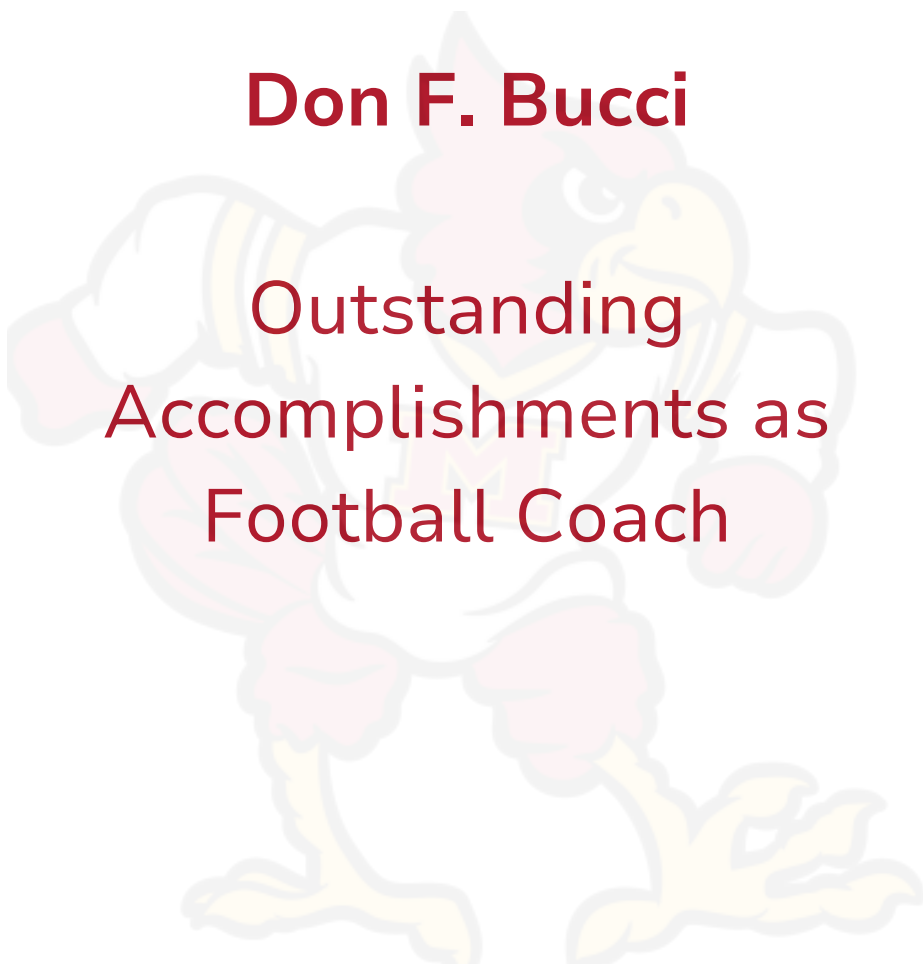 Don F. Bucci
Outstanding
Accomplishments as
Football Coach
M